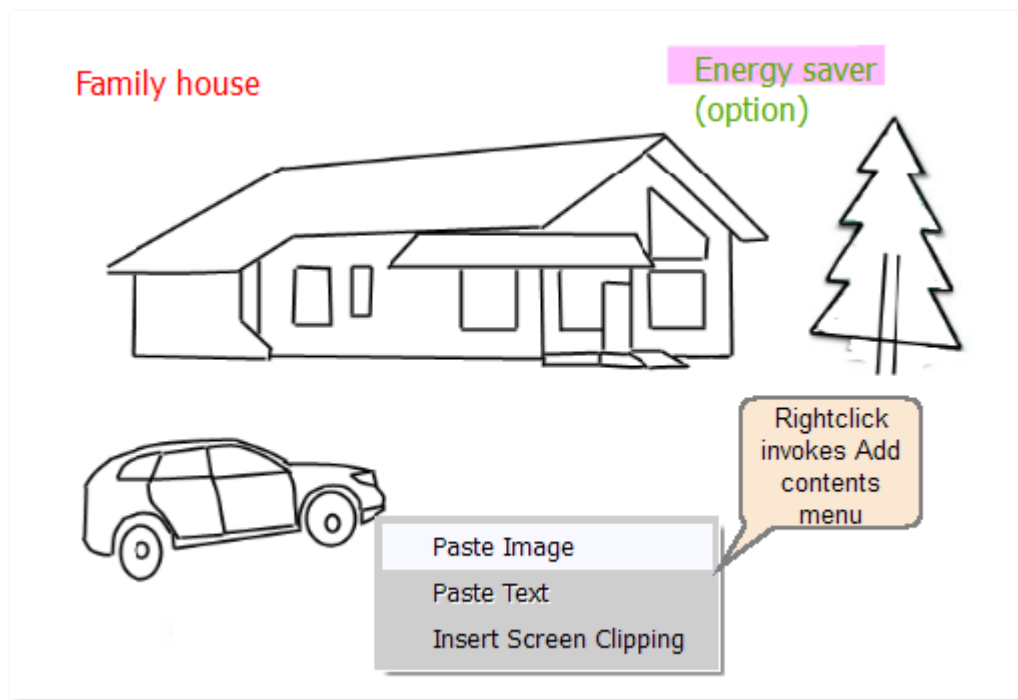 Family house
Energy saver
(option)
Rightclick
invokes Add
contents
menu
Paste Image
Paste Text
Insert Screen Clipping